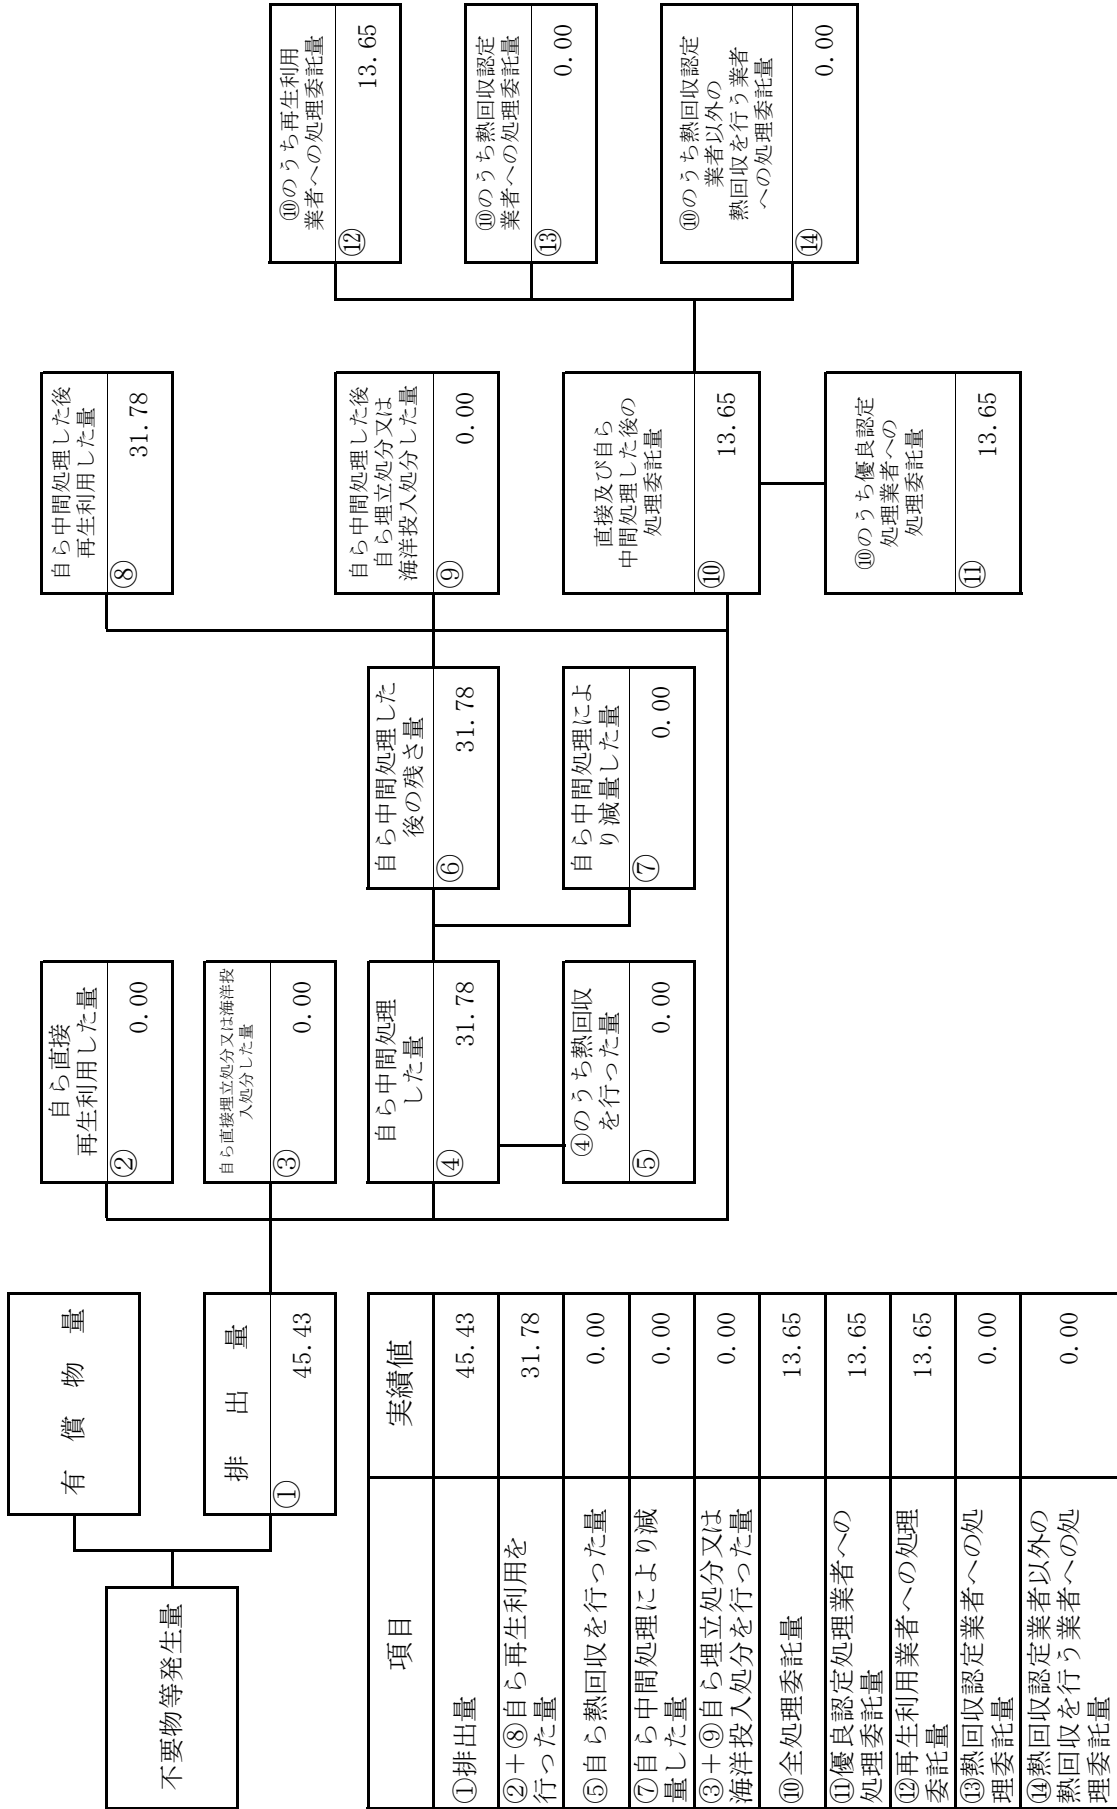 不要物等発生量
有償物量
排出量
①
45.43
自ら直接
再生利用した量
②
0.00
自ら直接埋立処分又は海洋投
入処分した量
③
0.00
自ら中間処理
した量
④
31.78
④のうち熱回収
を行った量
⑤
0.00
自ら中間処理した
後の残さ量
⑥
31.78
自ら中間処理によ
り減量した量
⑦
0.00
自ら中間処理した後
再生利用した量
⑧
31.78
自ら中間処理した後
自ら埋立処分又は
海洋投入処分した量
⑨
0.00
直接及び自ら
中間処理した後の
処理委託量
⑩
13.65
⑩のうち優良認定
処理業者への
処理委託量
⑪
13.65
⑩のうち再生利用
業者への処理委託量
⑫
13.65
⑩のうち熱回収認定
業者への処理委託量
⑬
0.00
⑩のうち熱回収認定
業者以外の
熱回収を行う業者
への処理委託量
⑭
0.00
項目
実績値
①排出量
45.43
②+⑧自ら再生利用を
行った量
31.78
⑤自ら熱回収を行った量
0.00
⑦自ら中間処理により減
量した量
0.00
③+⑨自ら埋立処分又は
海洋投入処分を行った量
0.00
⑩全処理委託量
13.65
⑪優良認定処理業者への
処理委託量
13.65
⑫再生利用業者への処理
委託量
13.65
⑬熱回収認定業者への処
理委託量
0.00
⑭熱回収認定業者以外の
熱回収を行う業者への処
理委託量
0.00